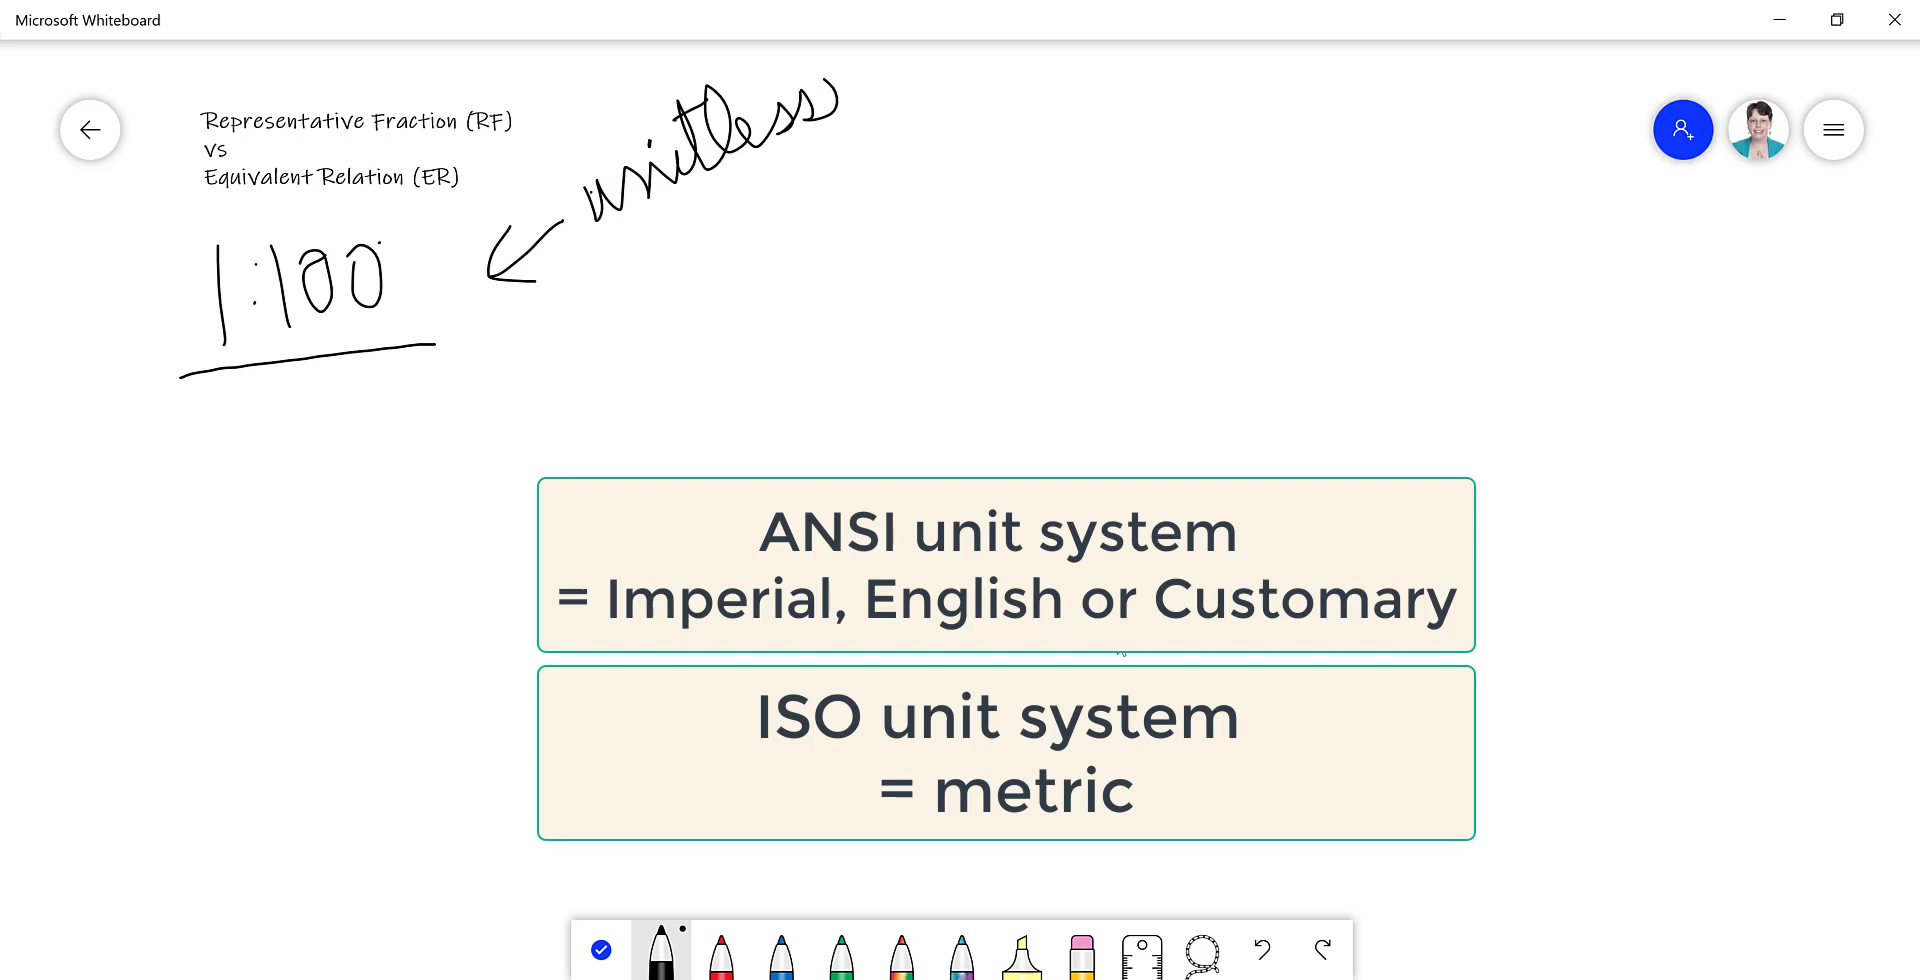 Microsoft Whiteboard
Representative Fraction (RF)
vs
Equivalent Relation (ER)
unitless
1:100
ANSI unit system
= Imperial, English or Customary
ISO unit system
= metric